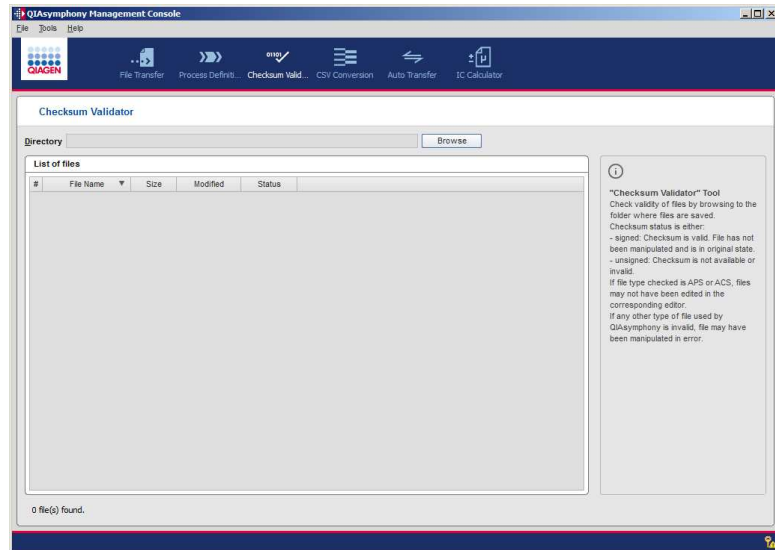 QIAsymphony Management Console
File Tools Help
QIAGEN
File Transfer Process Definiti... Checksum Valid... CSV Conversion Auto Transfer IC Calculator
Checksum Validator
Directory Browse
List of files
# File Name Size Modified Status
"Checksum Validator" Tool
Check validity of files by browsing to the
folder where files are saved.
Checksum status is either:
- signed: Checksum is valid. File has not
been manipulated and is in original state.
- unsigned: Checksum is not available or
invalid.
If file type checked is APS or ACS, files
may not have been edited in the
corresponding editor.
If any other type of file used by
QIAsymphony is invalid, file may have
been manipulated in error.
0 file(s) found.